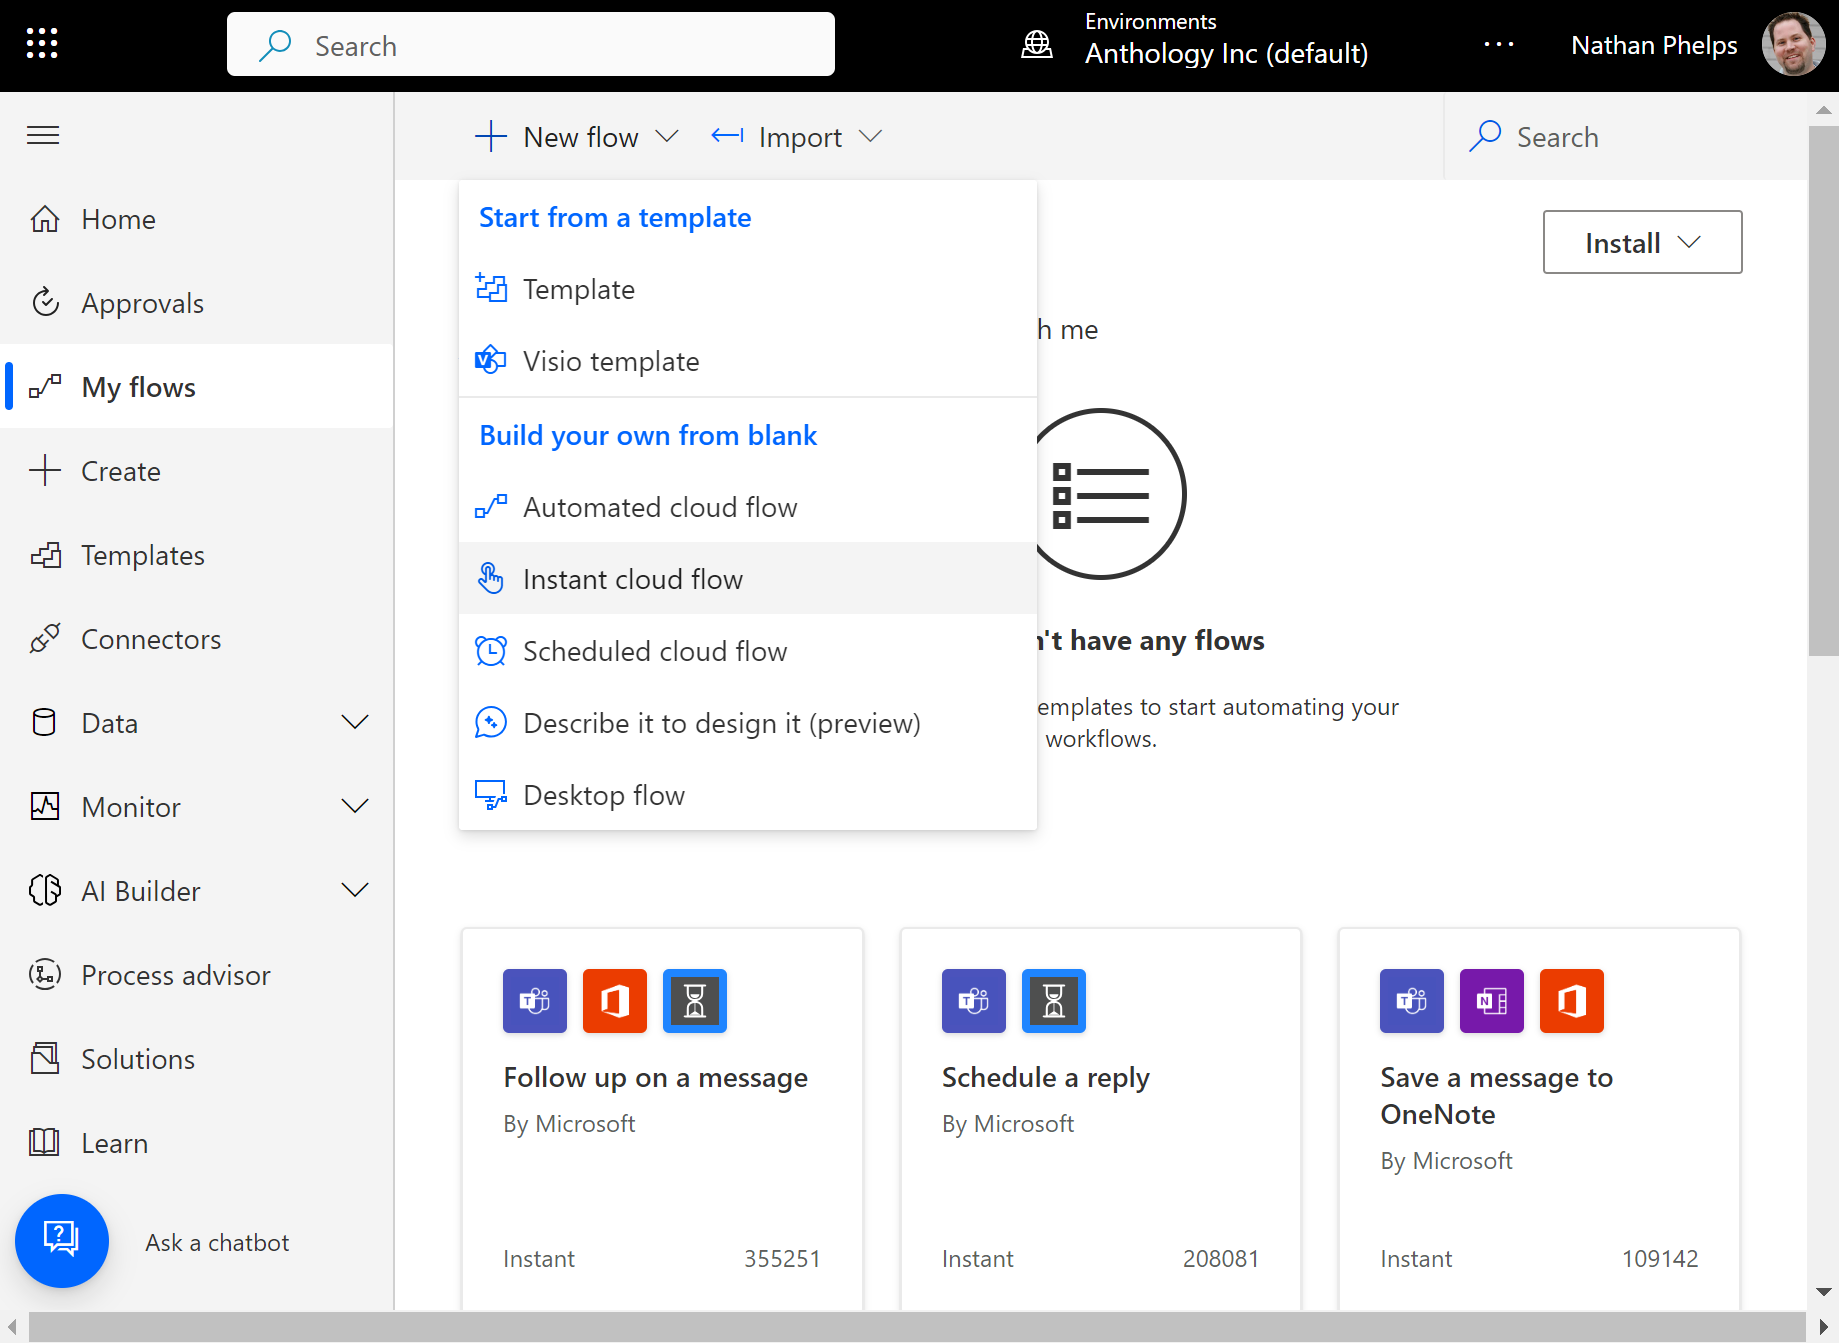 Search
Environments
Anthology Inc (default)
Nathan Phelps
New flow
Import
Search
Home
Approvals
My flows
Create
Templates
Connectors
Data
Monitor
AI Builder
Process advisor
Solutions
Learn
Ask a chatbot
Start from a template
Template
Visio template
Build your own from blank
Automated cloud flow
Instant cloud flow
Scheduled cloud flow
Describe it to design it (preview)
Desktop flow
Install
h me
't have any flows
emplates to start automating your
workflows.
Follow up on a message
By Microsoft
Instant 355251
Schedule a reply
By Microsoft
Instant 208081
Save a message to
OneNote
By Microsoft
Instant 109142